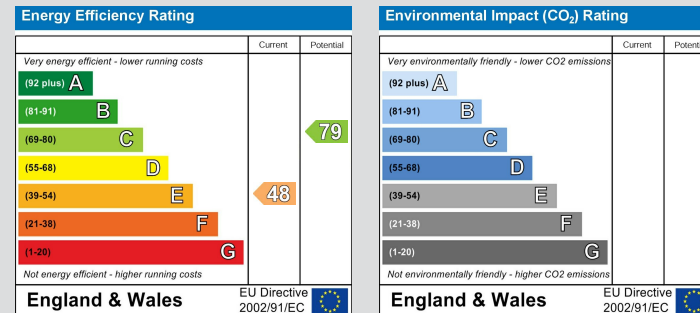 Energy Efficiency Rating
Current Potential
Very energy efficient - lower running costs
(92 plus) A
(81-91) B
(69-80) C
79
(55-68) D
(39-54) E
48
(21-38) F
(1-20) G
Not energy efficient - higher running costs
England & Wales
EU Directive
2002/91/EC
Environmental Impact (CO₂) Rating
Current Potent
Very environmentally friendly - lower CO2 emissions
(92 plus) A
(81-91) B
(69-80) C
(55-68) D
(39-54) E
(21-38) F
(1-20) G
Not environmentally friendly - higher CO2 emissions
England & Wales
EU Directive
2002/91/EC